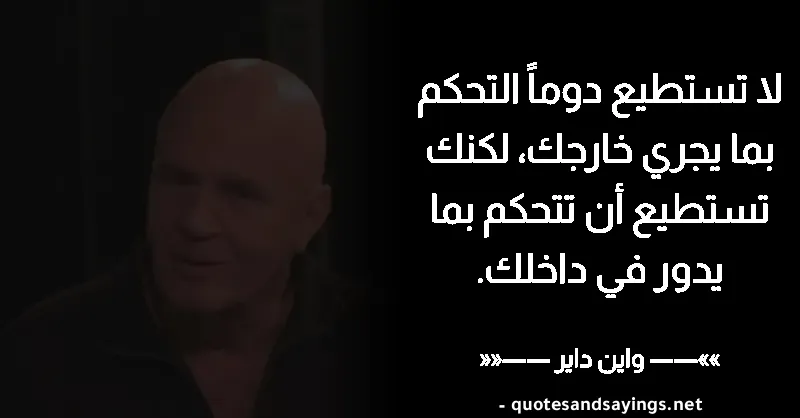 لا تستطيع دوماً التحكم
بما يجري خارجك، لكنك
تستطيع أن تتحكم بما
يدور في داخلك.
»»—— واين داير ——««
- quotesandsayings.net